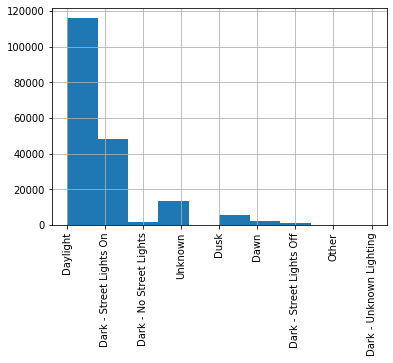 120000
100000
80000
60000
40000
20000
0
Daylight
Dark - Street Lights On
Dark - No Street Lights
Unknown
Dusk
Dawn
Dark - Street Lights Off
Other
Dark - Unknown Lighting